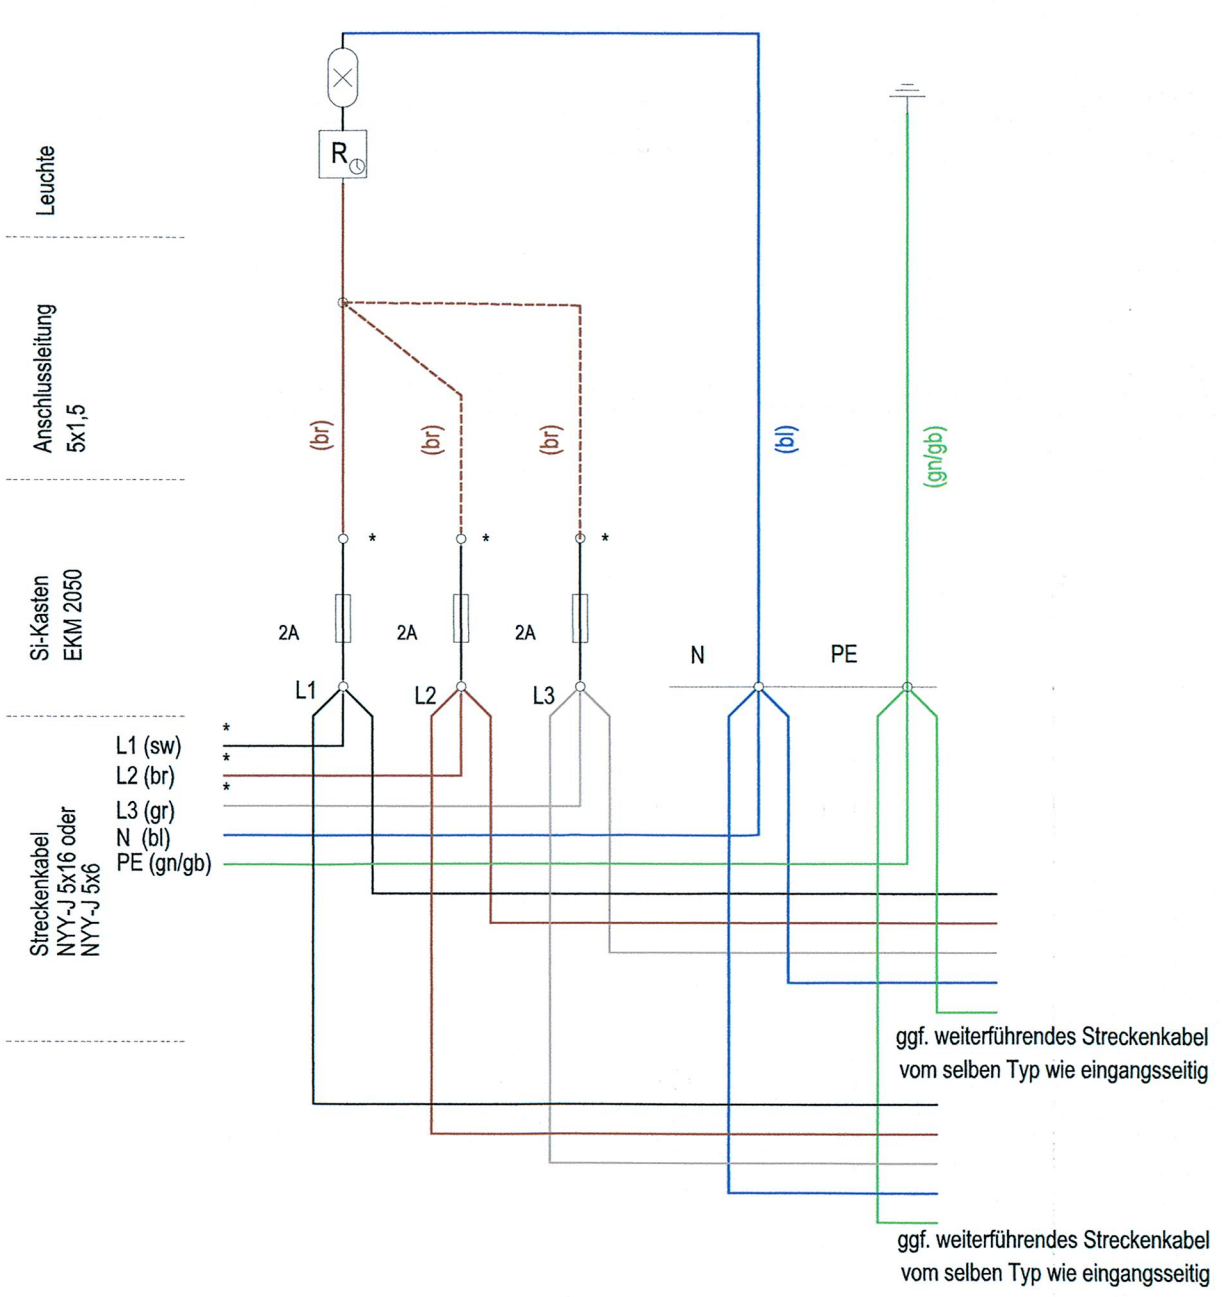 R
Leuchte
Anschlussleitung
5x1,5
(br)
(br)
(br)
(bl)
(gn/gb)
*
*
*
Si-Kasten
EKM 2050
2A
2A
2A
N
PE
L1
L2
L3
*
L1 (sw)
*
L2 (br)
*
L3 (gr)
N (bl)
PE (gn/gb)
Streckenkabel
NYY-J 5x16 oder
NYY-J 5x6
ggf. weiterführendes Streckenkabel
vom selben Typ wie eingangsseitig
ggf. weiterführendes Streckenkabel
vom selben Typ wie eingangsseitig